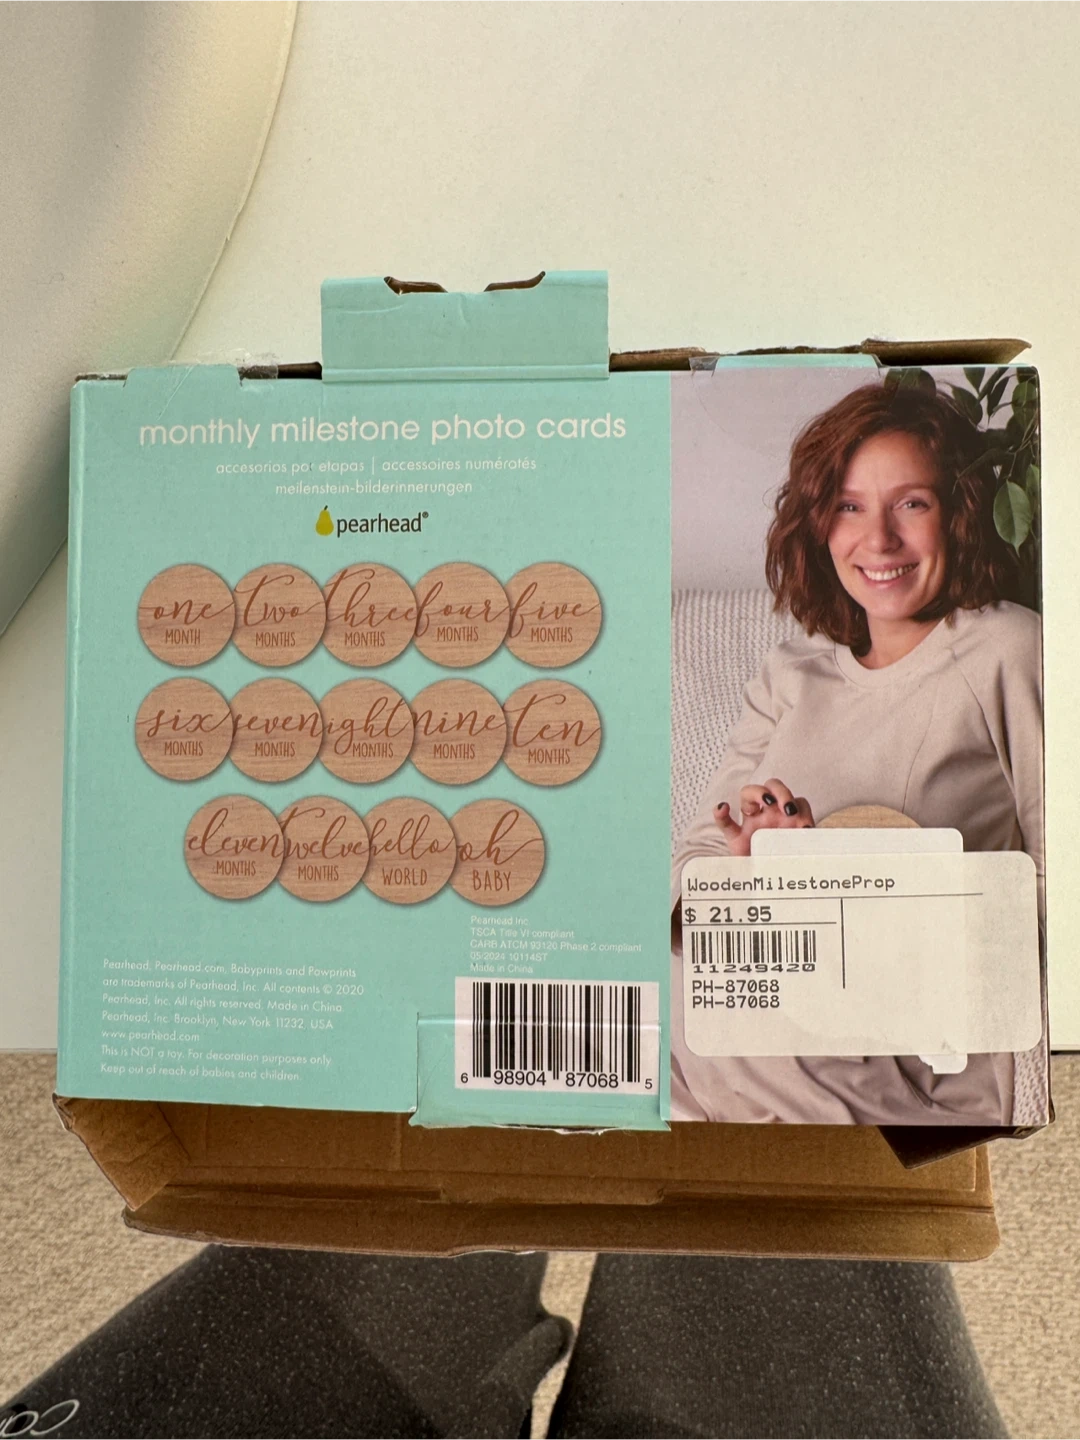 monthly milestone photo cards
accesorios por etapas | accessoires numérotés
meilenstein-bilderinnerungen
pearhead®
one two three four five
MONTH MONTHS MONTHS MONTHS MONTHS
six seven eight nine ten
MONTHS MONTHS MONTHS MONTHS MONTHS
eleven twelve hello oh
MONTHS MONTHS WORLD BABY
Pearhead Inc.
TSCA Title VI compliant
CARB ATCM 93120 Phase 2 compliant
05/2024 10114ST
Made in China
Pearhead, Pearhead.com, Babyprints and Pawprints
are trademarks of Pearhead, Inc. All contents © 2020
Pearhead, Inc. All rights reserved. Made in China.
Pearhead, Inc. Brooklyn, New York 11232, USA
www.pearhead.com
This is NOT a toy. For decoration purposes only.
Keep out of reach of babies and children.
6 98904 87068 5
WoodenMilestoneProp
$ 21.95
11249420
PH-87068
PH-87068